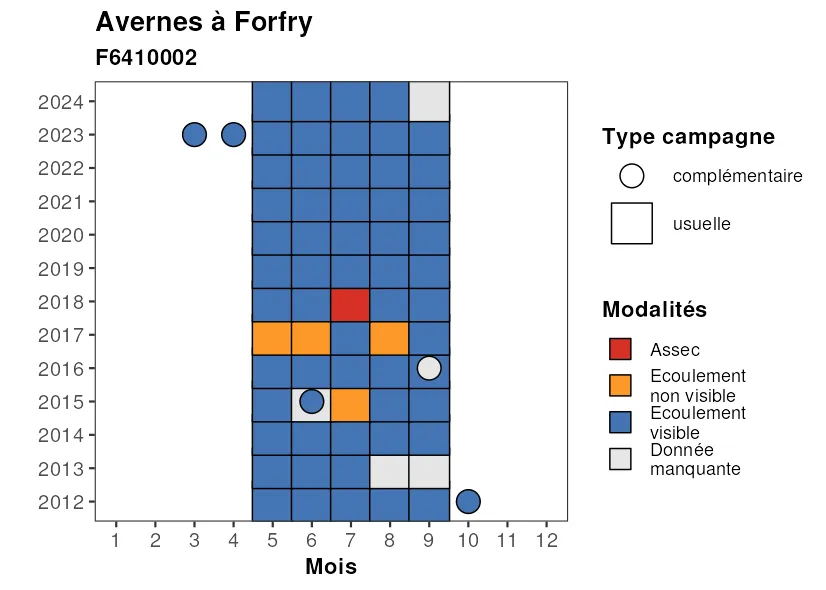 Avernes à Forfry
F6410002
2024
2023
2022
2021
2020
2019
2018
2017
2016
2015
2014
2013
2012
1 2 3 4 5 6 7 8 9 10 11 12
Mois
Type campagne
complémentaire
usuelle
Modalités
Assec
Ecoulement
non visible
Ecoulement
visible
Donnée
manquante